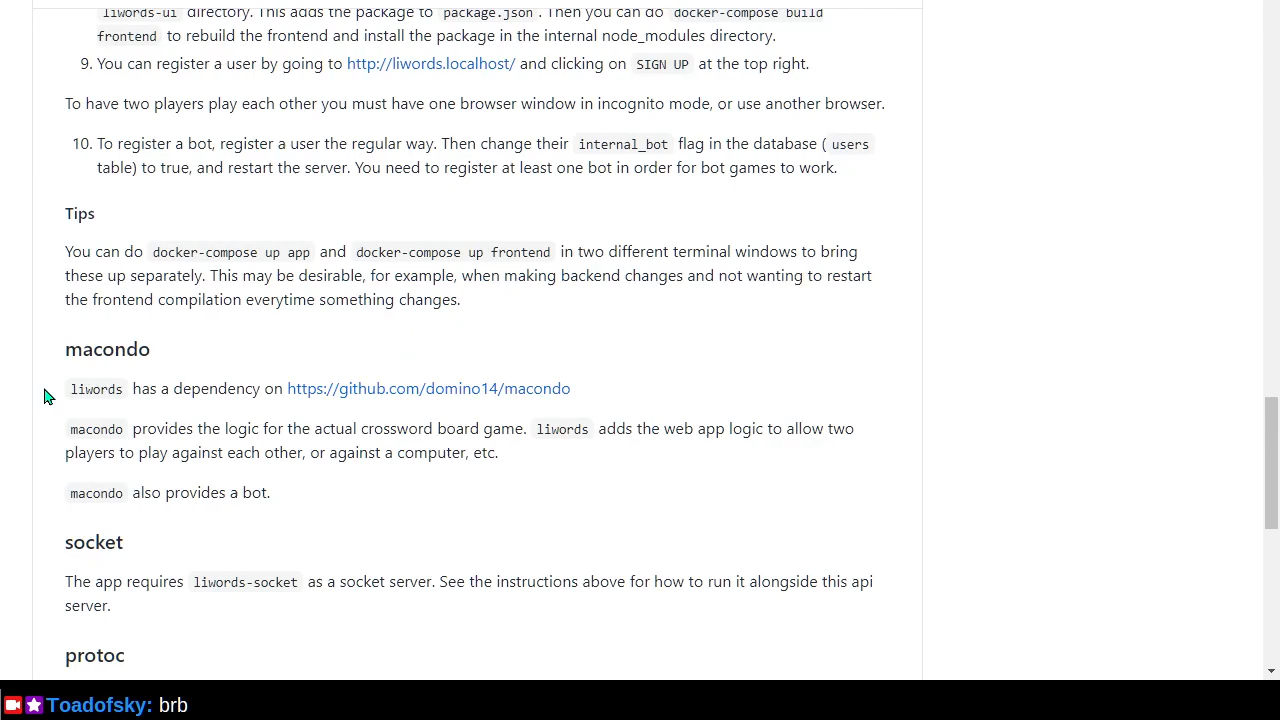 liwords-ui directory. This adds the package to package.json . Then you can do docker-compose build
frontend to rebuild the frontend and install the package in the internal node_modules directory.
9. You can register a user by going to http://liwords.localhost/ and clicking on SIGN UP at the top right.
To have two players play each other you must have one browser window in incognito mode, or use another browser.
10. To register a bot, register a user the regular way. Then change their internal_bot flag in the database ( users
table) to true, and restart the server. You need to register at least one bot in order for bot games to work.
Tips
You can do docker-compose up app and docker-compose up frontend in two different terminal windows to bring
these up separately. This may be desirable, for example, when making backend changes and not wanting to restart
the frontend compilation everytime something changes.
macondo
liwords has a dependency on https://github.com/domino14/macondo
macondo provides the logic for the actual crossword board game. liwords adds the web app logic to allow two
players to play against each other, or against a computer, etc.
macondo also provides a bot.
socket
The app requires liwords-socket as a socket server. See the instructions above for how to run it alongside this api
server.
protoc
Toadofsky: brb